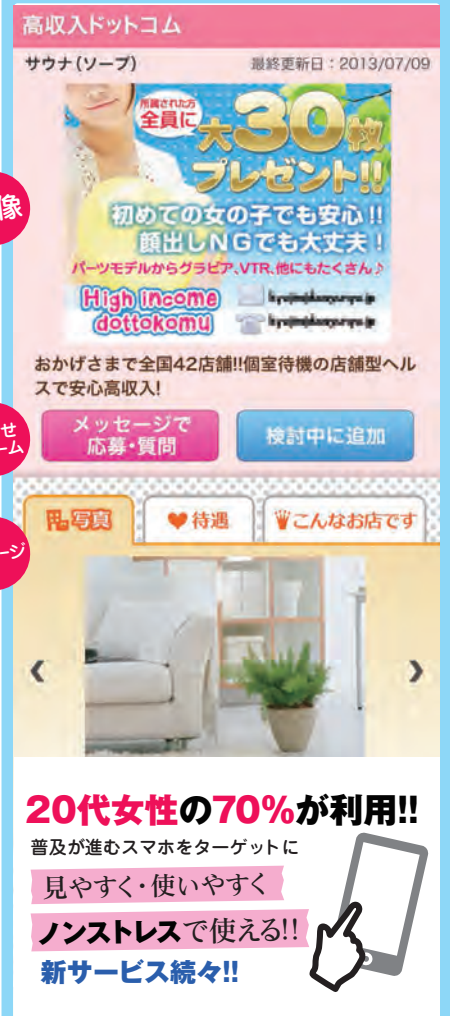 高収入ドットコム
サウナ(ソープ)
最終更新日：2013/07/09
所属された方
全員に
大30枚
プレゼント!!
初めての女の子でも安心!!
顔出しNGでも大丈夫!
パーツモデルからグラビア、VTR、他にもたくさん♪
High income
dottokomu
おかげさまで全国42店舗!!個室待機の店舗型ヘル
スで安心高収入!
像
せ
ーム
メッセージで
応募・質問
検討中に追加
ージ
写真
待遇
こんなお店です
20代女性の70%が利用!!
普及が進むスマホをターゲットに
見やすく・使いやすく
ノンストレスで使える!!
新サービス続々!!